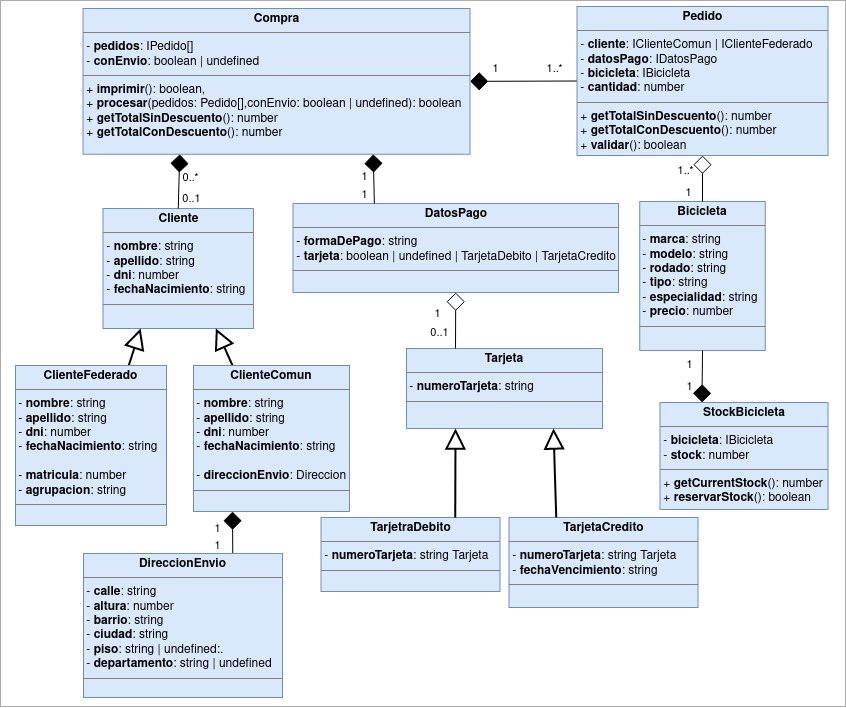 Compra
- pedidos: IPedido[]
- conEnvio: boolean | undefined
+ imprimir(): boolean,
+ procesar(pedidos: Pedido[],conEnvio: boolean | undefined): boolean
+ getTotalSinDescuento(): number
+ getTotalConDescuento(): number
1
1..*
Pedido
- cliente: IClienteComun | IClienteFederado
- datosPago: IDatosPago
- bicicleta: IBicicleta
- cantidad: number
+ getTotalSinDescuento(): number
+ getTotalConDescuento(): number
+ validar(): boolean
0..*
0..1
1
1
1..*
1
Cliente
- nombre: string
- apellido: string
- dni: number
- fechaNacimiento: string
DatosPago
- formaDePago: string
- tarjeta: boolean | undefined | TarjetaDebito | TarjetaCredito
Bicicleta
- marca: string
- modelo: string
- rodado: string
- tipo: string
- especialidad: string
- precio: number
1
0..1
ClienteFederado
- nombre: string
- apellido: string
- dni: number
- fechaNacimiento: string
- matricula: number
- agrupacion: string
ClienteComun
- nombre: string
- apellido: string
- dni: number
- fechaNacimiento: string
- direccionEnvio: Direccion
Tarjeta
- numeroTarjeta: string
1
1
StockBicicleta
- bicicleta: IBicicleta
- stock: number
+ getCurrentStock(): number
+ reservarStock(): boolean
1
1
TarjetraDebito
- numeroTarjeta: string Tarjeta
TarjetaCredito
- numeroTarjeta: string Tarjeta
- fechaVencimiento: string
DireccionEnvio
- calle: string
- altura: number
- barrio: string
- ciudad: string
- piso: string | undefined:.
- departamento: string | undefined